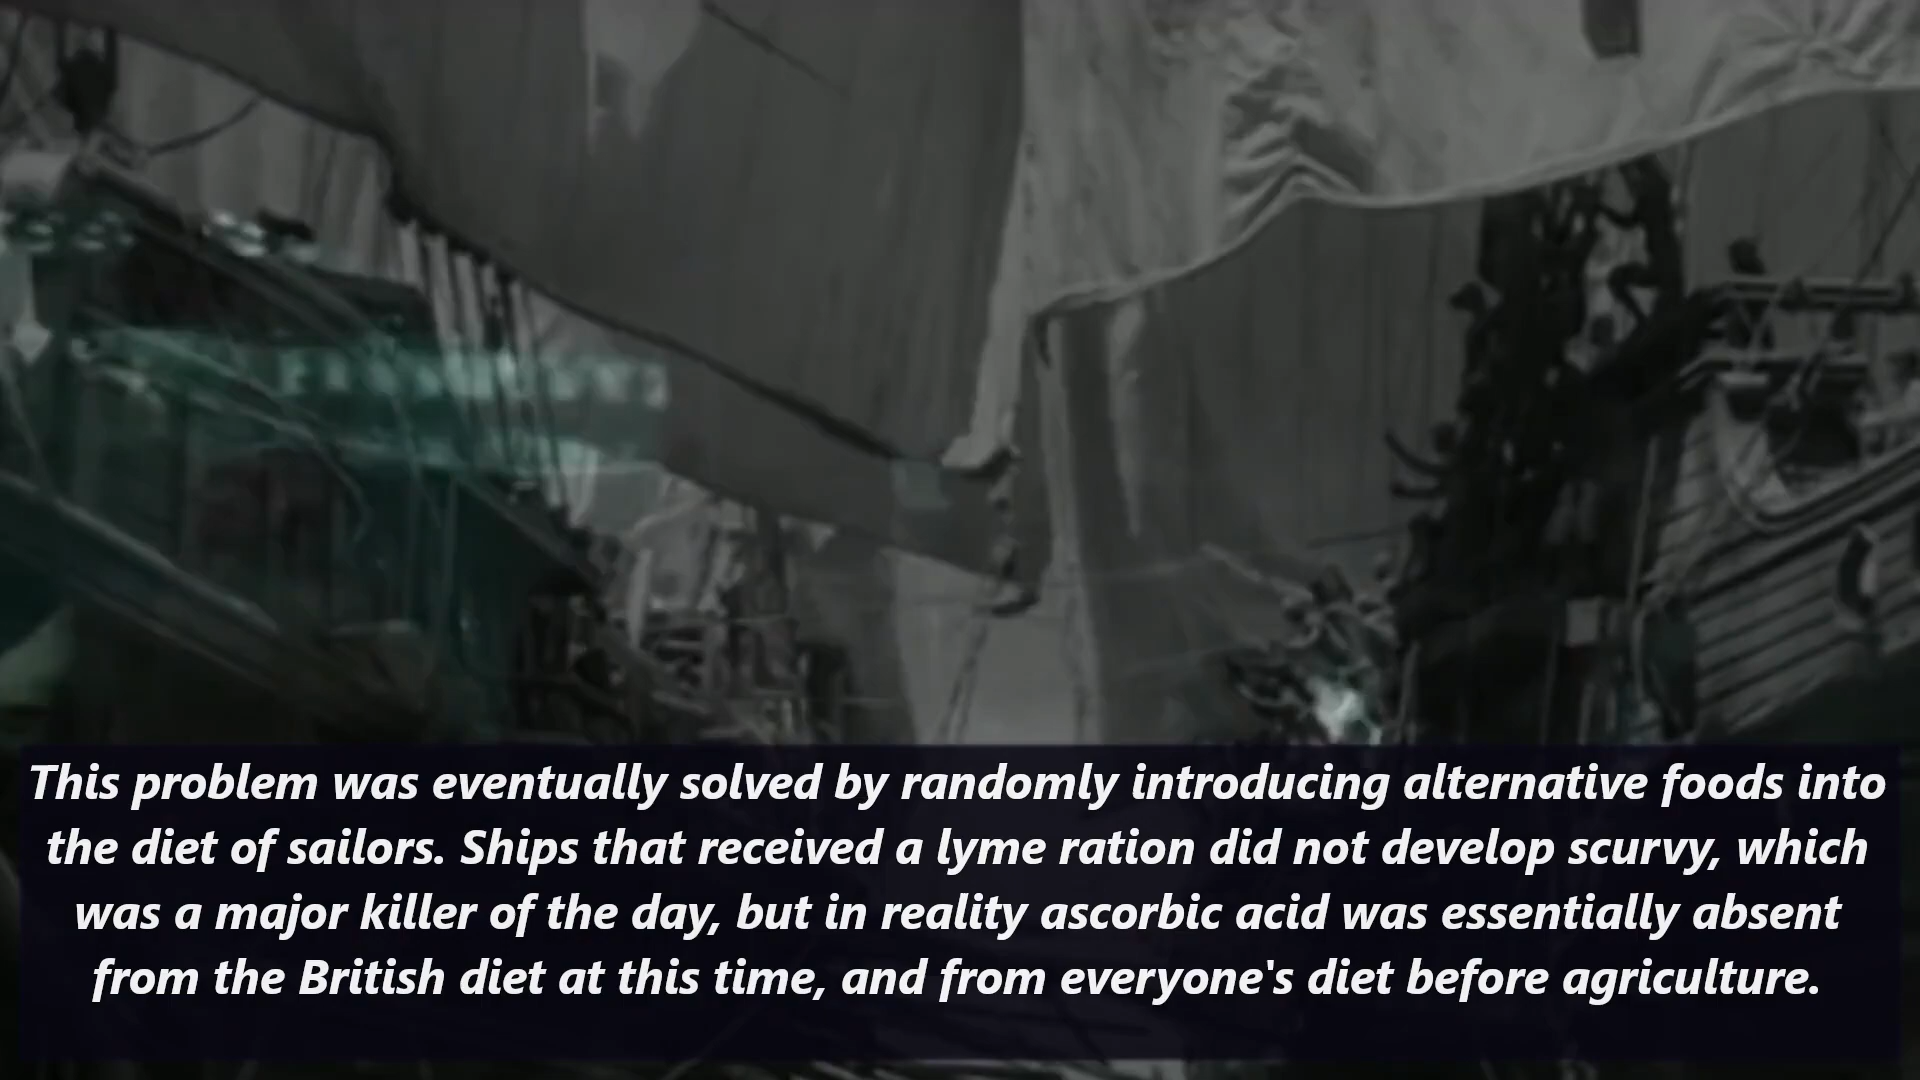 This problem was eventually solved by randomly introducing alternative foods into
the diet of sailors. Ships that received a lyme ration did not develop scurvy, which
was a major killer of the day, but in reality ascorbic acid was essentially absent
from the British diet at this time, and from everyone's diet before agriculture.